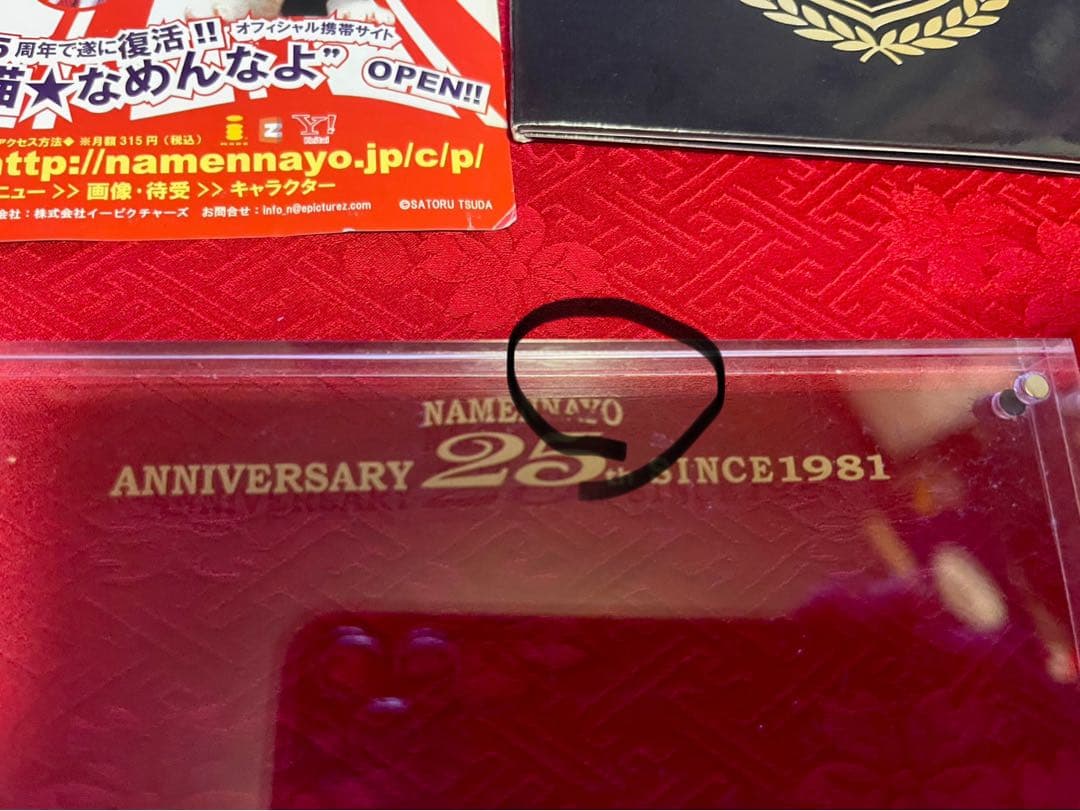 周年で遂に復活!! オフィシャル携帯サイト
猫★なめんなよ" OPEN!!
アクセス方法◆ ※月額315円（税込）
http://namennayo.jp/c/p/
ニュー >> 画像・待受 >> キャラクター
会社：株式会社イーピクチャーズ お問合せ：info_n@epicturez.com ©SATORU TSUDA
NAMENNAYO
ANNIVERSARY 25th SINCE1981